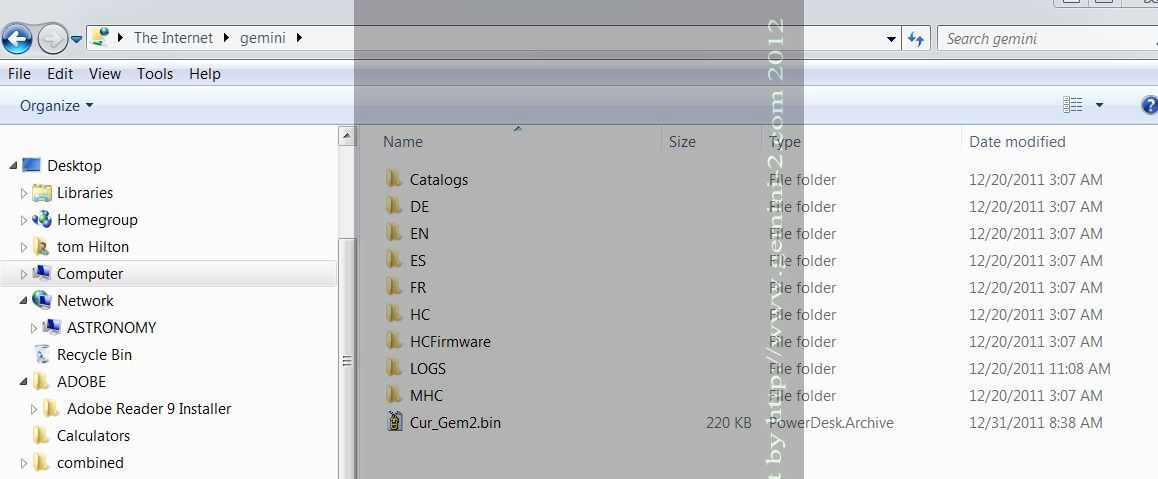 The Internet gemini Search gemini
File Edit View Tools Help
Organize
Name Size Type Date modified
Desktop
Libraries
Homegroup
tom Hilton
Computer
Network
ASTRONOMY
Recycle Bin
ADOBE
Adobe Reader 9 Installer
Calculators
combined
Catalogs File folder 12/20/2011 3:07 AM
DE File folder 12/20/2011 3:07 AM
EN File folder 12/20/2011 3:07 AM
ES File folder 12/20/2011 3:07 AM
FR File folder 12/20/2011 3:07 AM
HC File folder 12/20/2011 3:07 AM
HCFirmware File folder 12/20/2011 3:07 AM
LOGS File folder 12/20/2011 11:08 AM
MHC File folder 12/20/2011 3:07 AM
Cur_Gem2.bin 220 KB PowerDesk.Archive 12/31/2011 8:38 AM
by http//www.gemini-2.com 2012